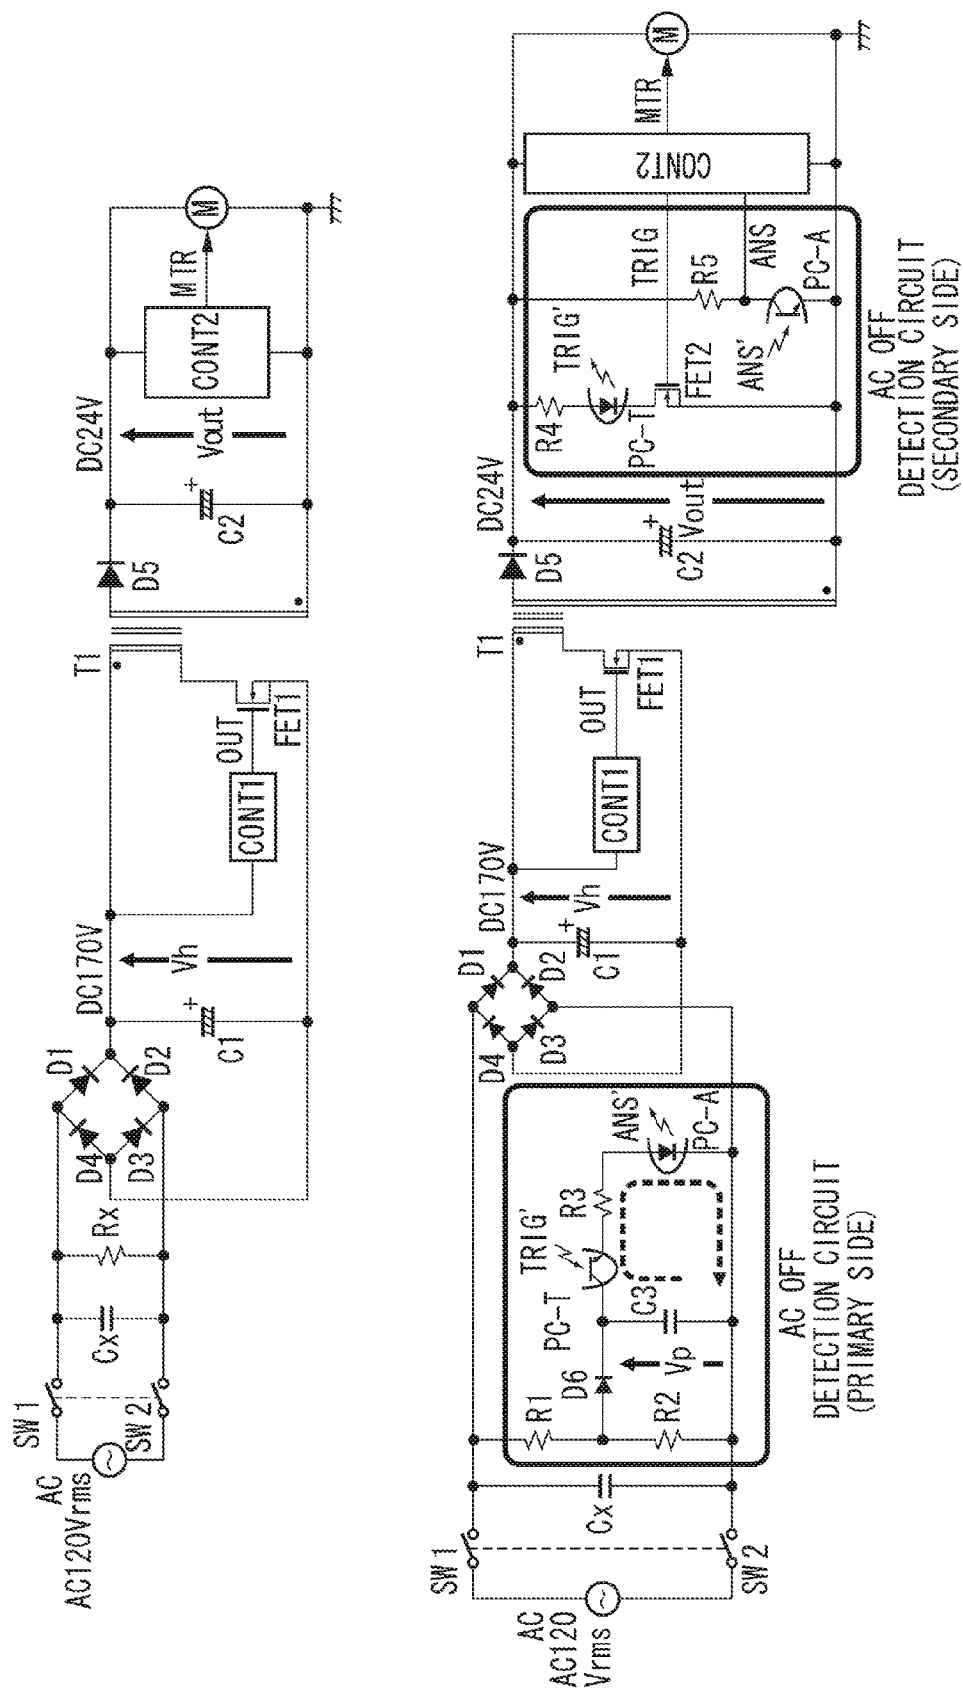 AC
AC120Vrms
SW1
SW2
Cx
Rx
D1
D2
D3
D4
DC170V
Vh
+
C1
CONT1
OUT
FET1
T1
D5
+
C2
DC24V
Vout
CONT2
MTR
M
AC
AC120
Vrms
SW1
SW2
Cx
R1
R2
D6
Vp
C3
PC-T
TRIG'
R3
ANS'
PC-A
AC OFF
DETECTION CIRCUIT
(PRIMARY SIDE)
D1
D2
D3
D4
DC170V
Vh
+
C1
CONT1
OUT
FET1
T1
D5
+
C2
DC24V
Vout
R4
PC-T
TRIG'
FET2
TRIG
R5
ANS
ANS'
PC-A
AC OFF
DETECTION CIRCUIT
(SECONDARY SIDE)
CONT2
MTR
M